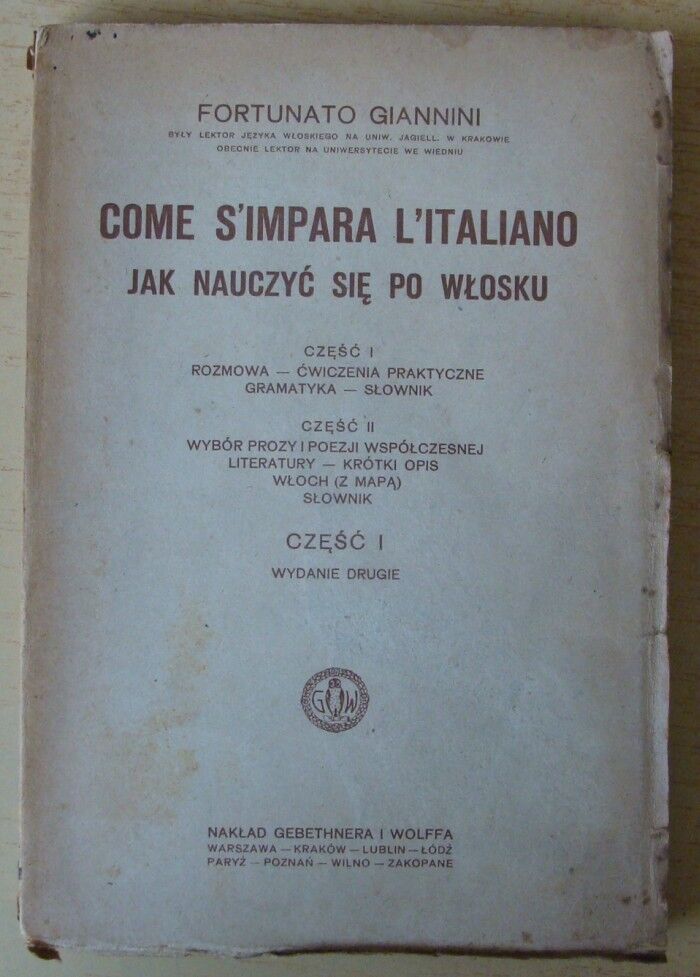 FORTUNATO GIANNINI
BYŁY LEKTOR JĘZYKA WŁOSKIEGO NA UNIW. JAGIELL. W KRAKOWIE
OBECNIE LEKTOR NA UNIWERSYTECIE WE WIEDNIU
COME S'IMPARA L'ITALIANO
JAK NAUCZYĆ SIĘ PO WŁOSKU
CZĘŚĆ I
ROZMOWA — ĆWICZENIA PRAKTYCZNE
GRAMATYKA — SŁOWNIK
CZĘŚĆ II
WYBÓR PROZY I POEZJI WSPÓŁCZESNEJ
LITERATURY — KRÓTKI OPIS
WŁOCH (Z MAPĄ)
SŁOWNIK
CZĘŚĆ I
WYDANIE DRUGIE
G W
NAKŁAD GEBETHNERA I WOLFFA
WARSZAWA — KRAKÓW — LUBLIN — ŁÓDŹ
PARYŻ — POZNAŃ — WILNO — ZAKOPANE